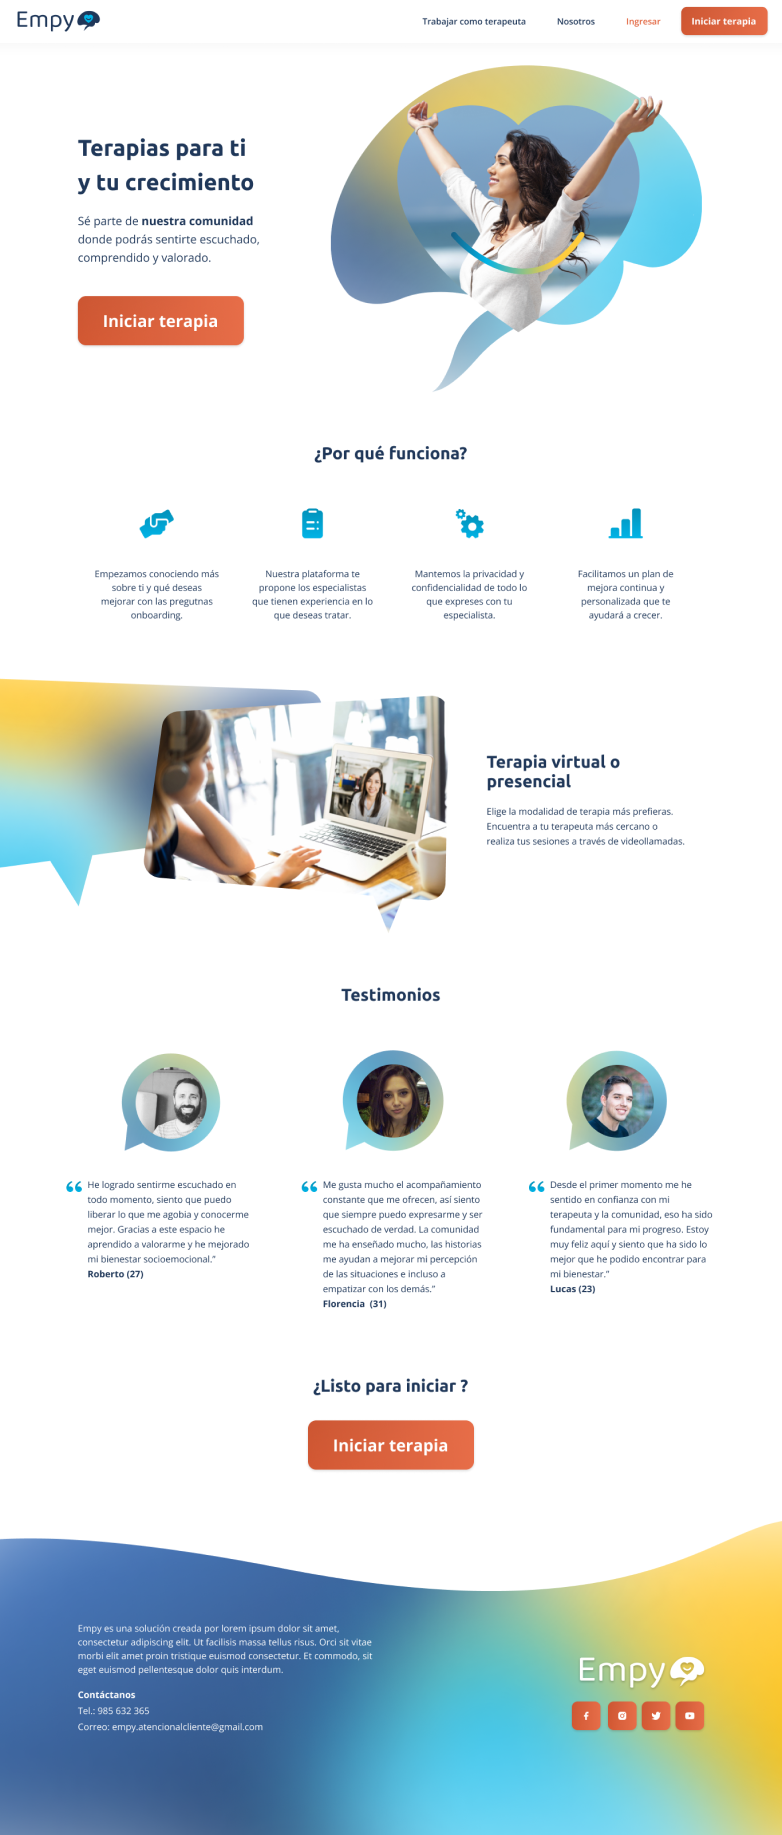 Empy
Trabajar como terapeuta
Nosotros
Ingresar
Iniciar terapia
Terapias para ti
y tu crecimiento
Sé parte de nuestra comunidad
donde podrás sentirte escuchado,
comprendido y valorado.
Iniciar terapia
¿Por qué funciona?
Empezamos conociendo más
sobre ti y qué deseas
mejorar con las pregutnas
onboarding.
Nuestra plataforma te
propone los especialistas
que tienen experiencia en lo
que deseas tratar.
Mantemos la privacidad y
confidencialidad de todo lo
que expreses con tu
especialista.
Facilitamos un plan de
mejora continua y
personalizada que te
ayudará a crecer.
Terapia virtual o
presencial
Elige la modalidad de terapia más prefieras.
Encuentra a tu terapeuta más cercano o
realiza tus sesiones a través de videollamadas.
Testimonios
“ He logrado sentirme escuchado en
todo momento, siento que puedo
liberar lo que me agobia y conocerme
mejor. Gracias a este espacio he
aprendido a valorarme y he mejorado
mi bienestar socioemocional.”
Roberto (27)
“ Me gusta mucho el acompañamiento
constante que me ofrecen, así siento
que siempre puedo expresarme y ser
escuchado de verdad. La comunidad
me ha enseñado mucho, las historias
me ayudan a mejorar mi percepción
de las situaciones e incluso a
empatizar con los demás.”
Florencia (31)
“ Desde el primer momento me he
sentido en confianza con mi
terapeuta y la comunidad, eso ha sido
fundamental para mi progreso. Estoy
muy feliz aquí y siento que ha sido lo
mejor que he podido encontrar para
mi bienestar.”
Lucas (23)
¿Listo para iniciar ?
Iniciar terapia
Empy es una solución creada por lorem ipsum dolor sit amet,
consectetur adipiscing elit. Ut facilisis massa tellus risus. Orci sit vitae
morbi elit amet proin tristique euismod consectetur. Et commodo, sit
eget euismod pellentesque dolor quis interdum.
Contáctanos
Tel.: 985 632 365
Correo: empy.atencionalcliente@gmail.com
Empy